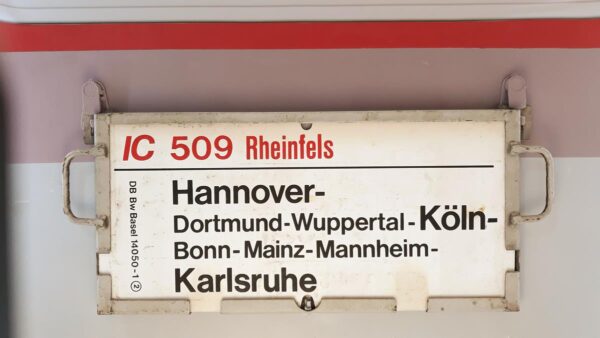 IC 509 Rheinfels
Hannover-
Dortmund-Wuppertal-Köln-
Bonn-Mainz-Mannheim-
Karlsruhe
DB Bw Basel 14050-1 ②